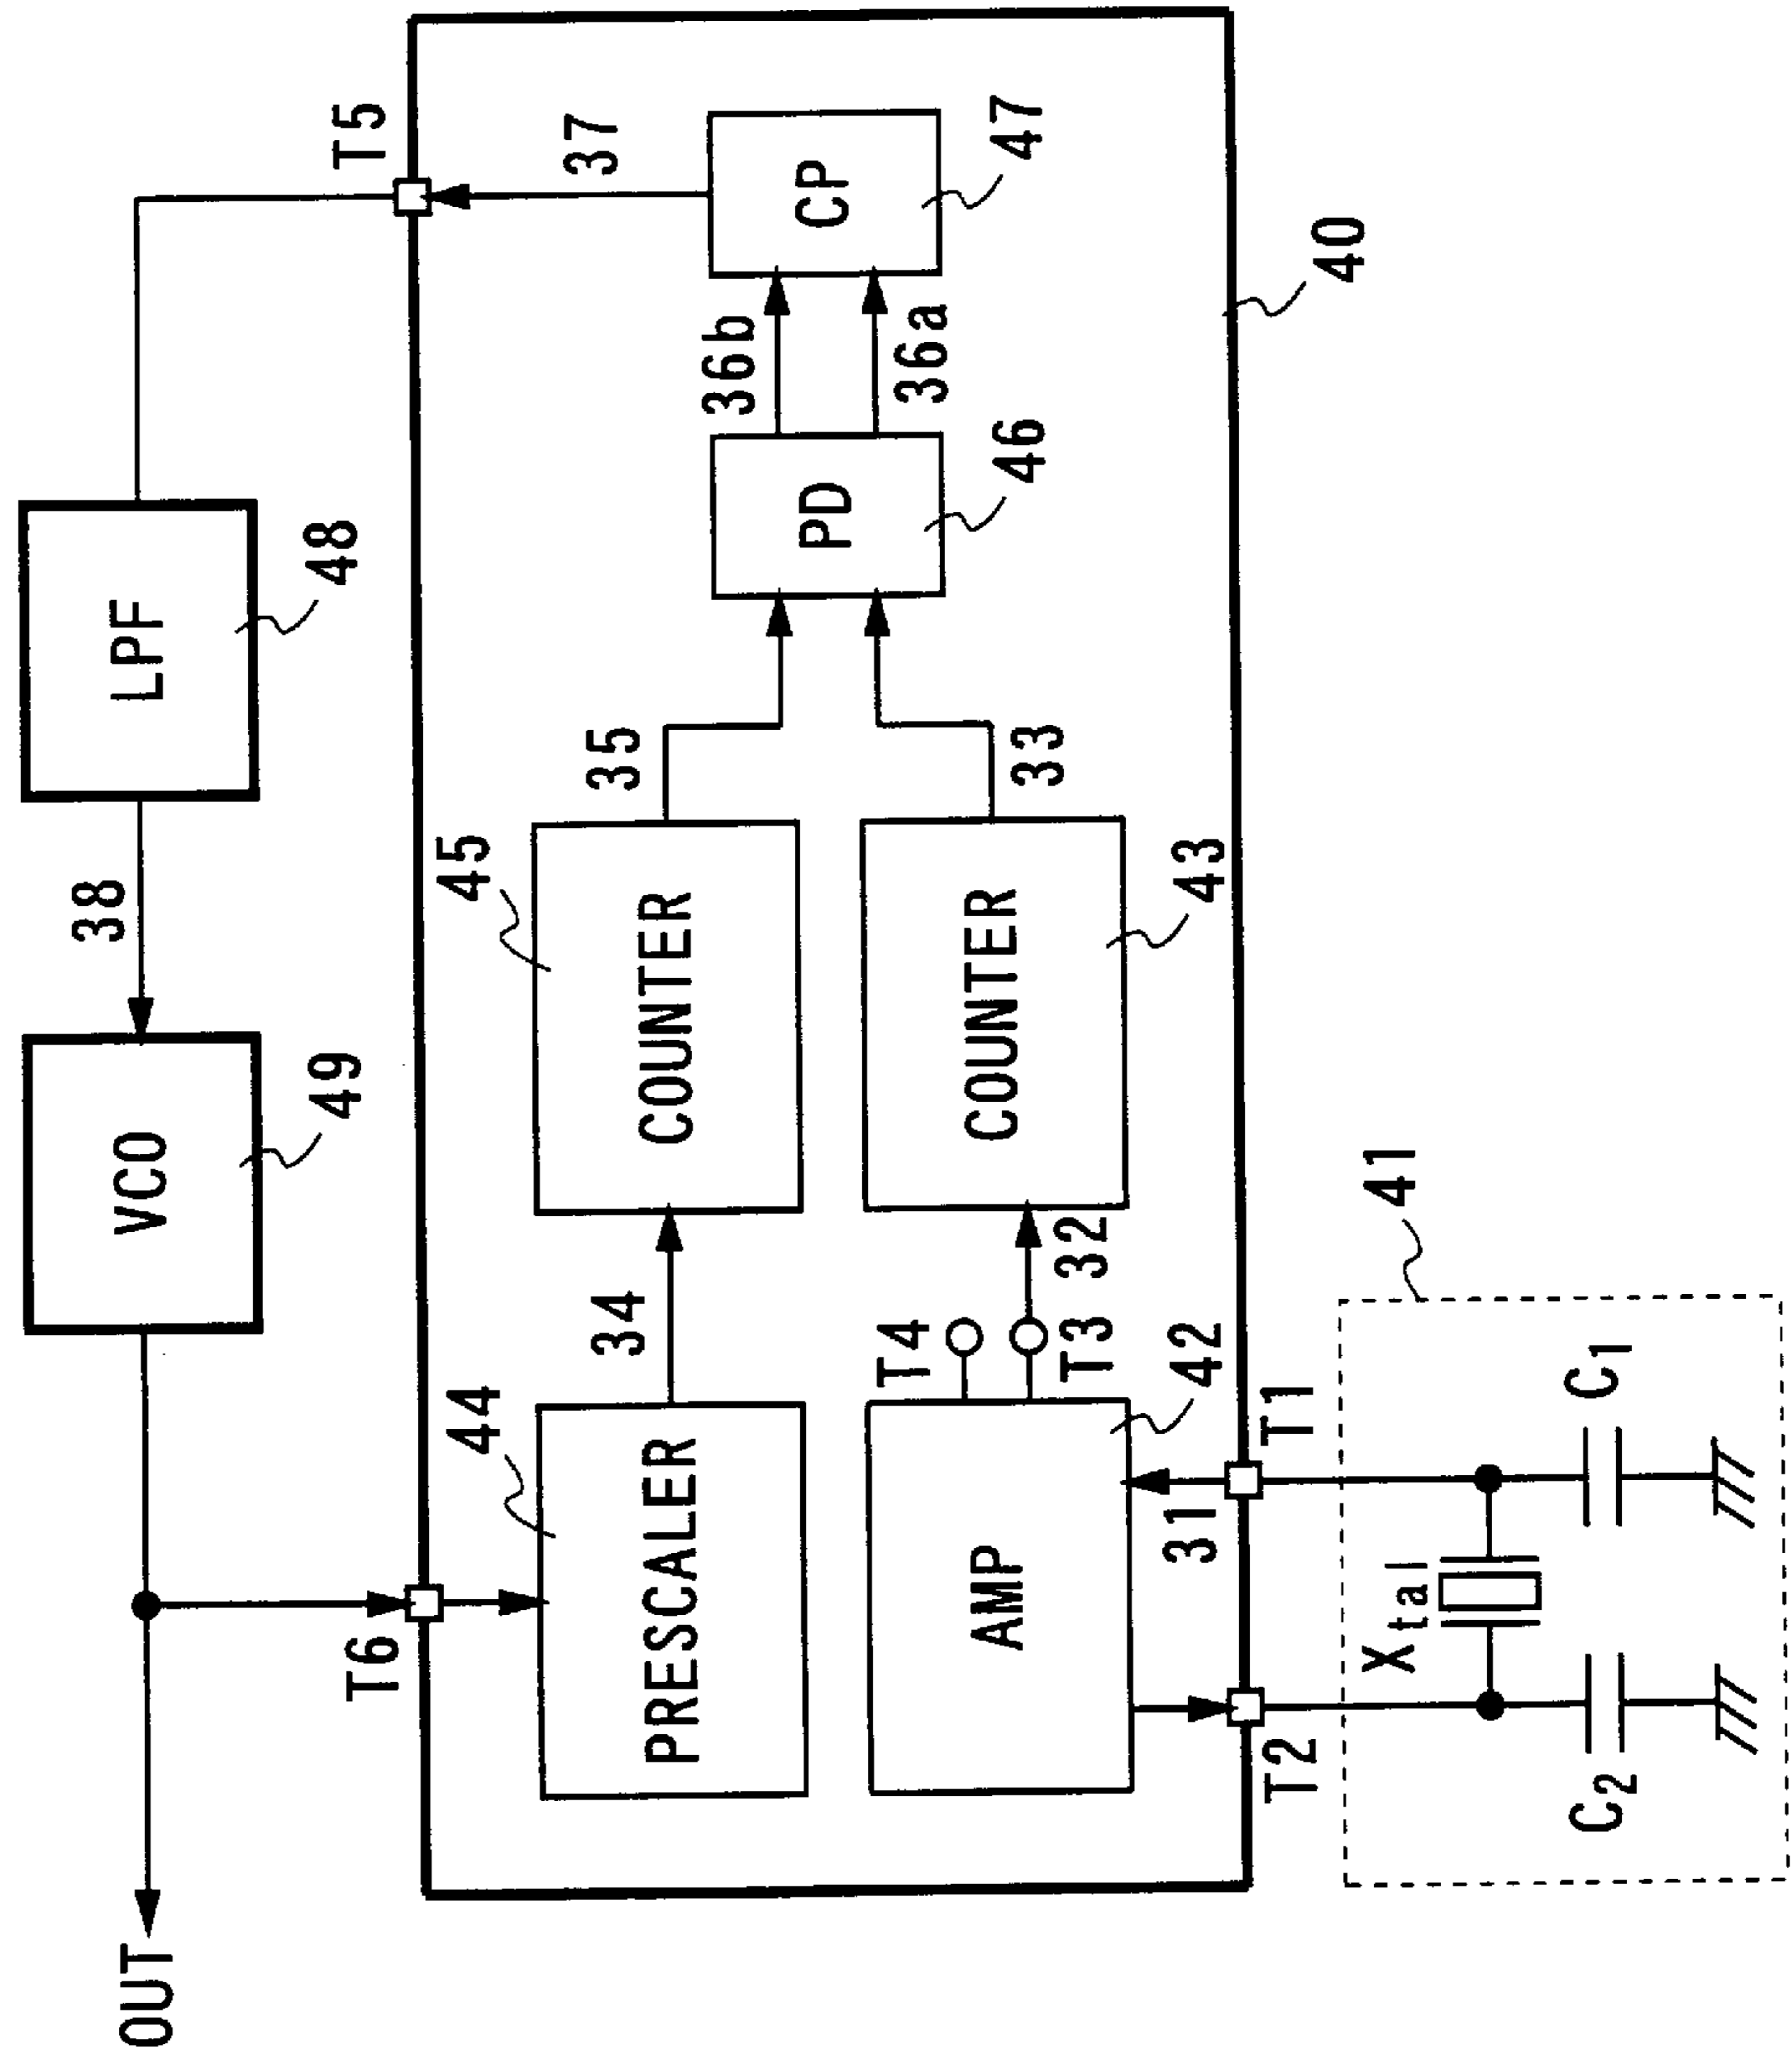 OUT
VCO
49
38
LPF
48
T6
T5
44
PRESCALER
34
45
COUNTER
35
36b
PD
46
36a
CP
47
37
AMP
42
T4
T3
32
COUNTER
43
33
40
T2
31
T1
41
Xtal
C2
C1